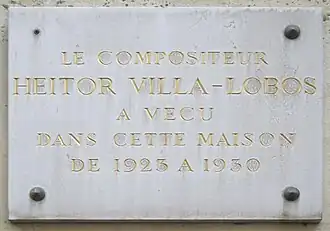 LE COMPOSITEUR
HEITOR VILLA-LOBOS
A VECU
DANS CETTE MAISON
DE 1923 A 1930